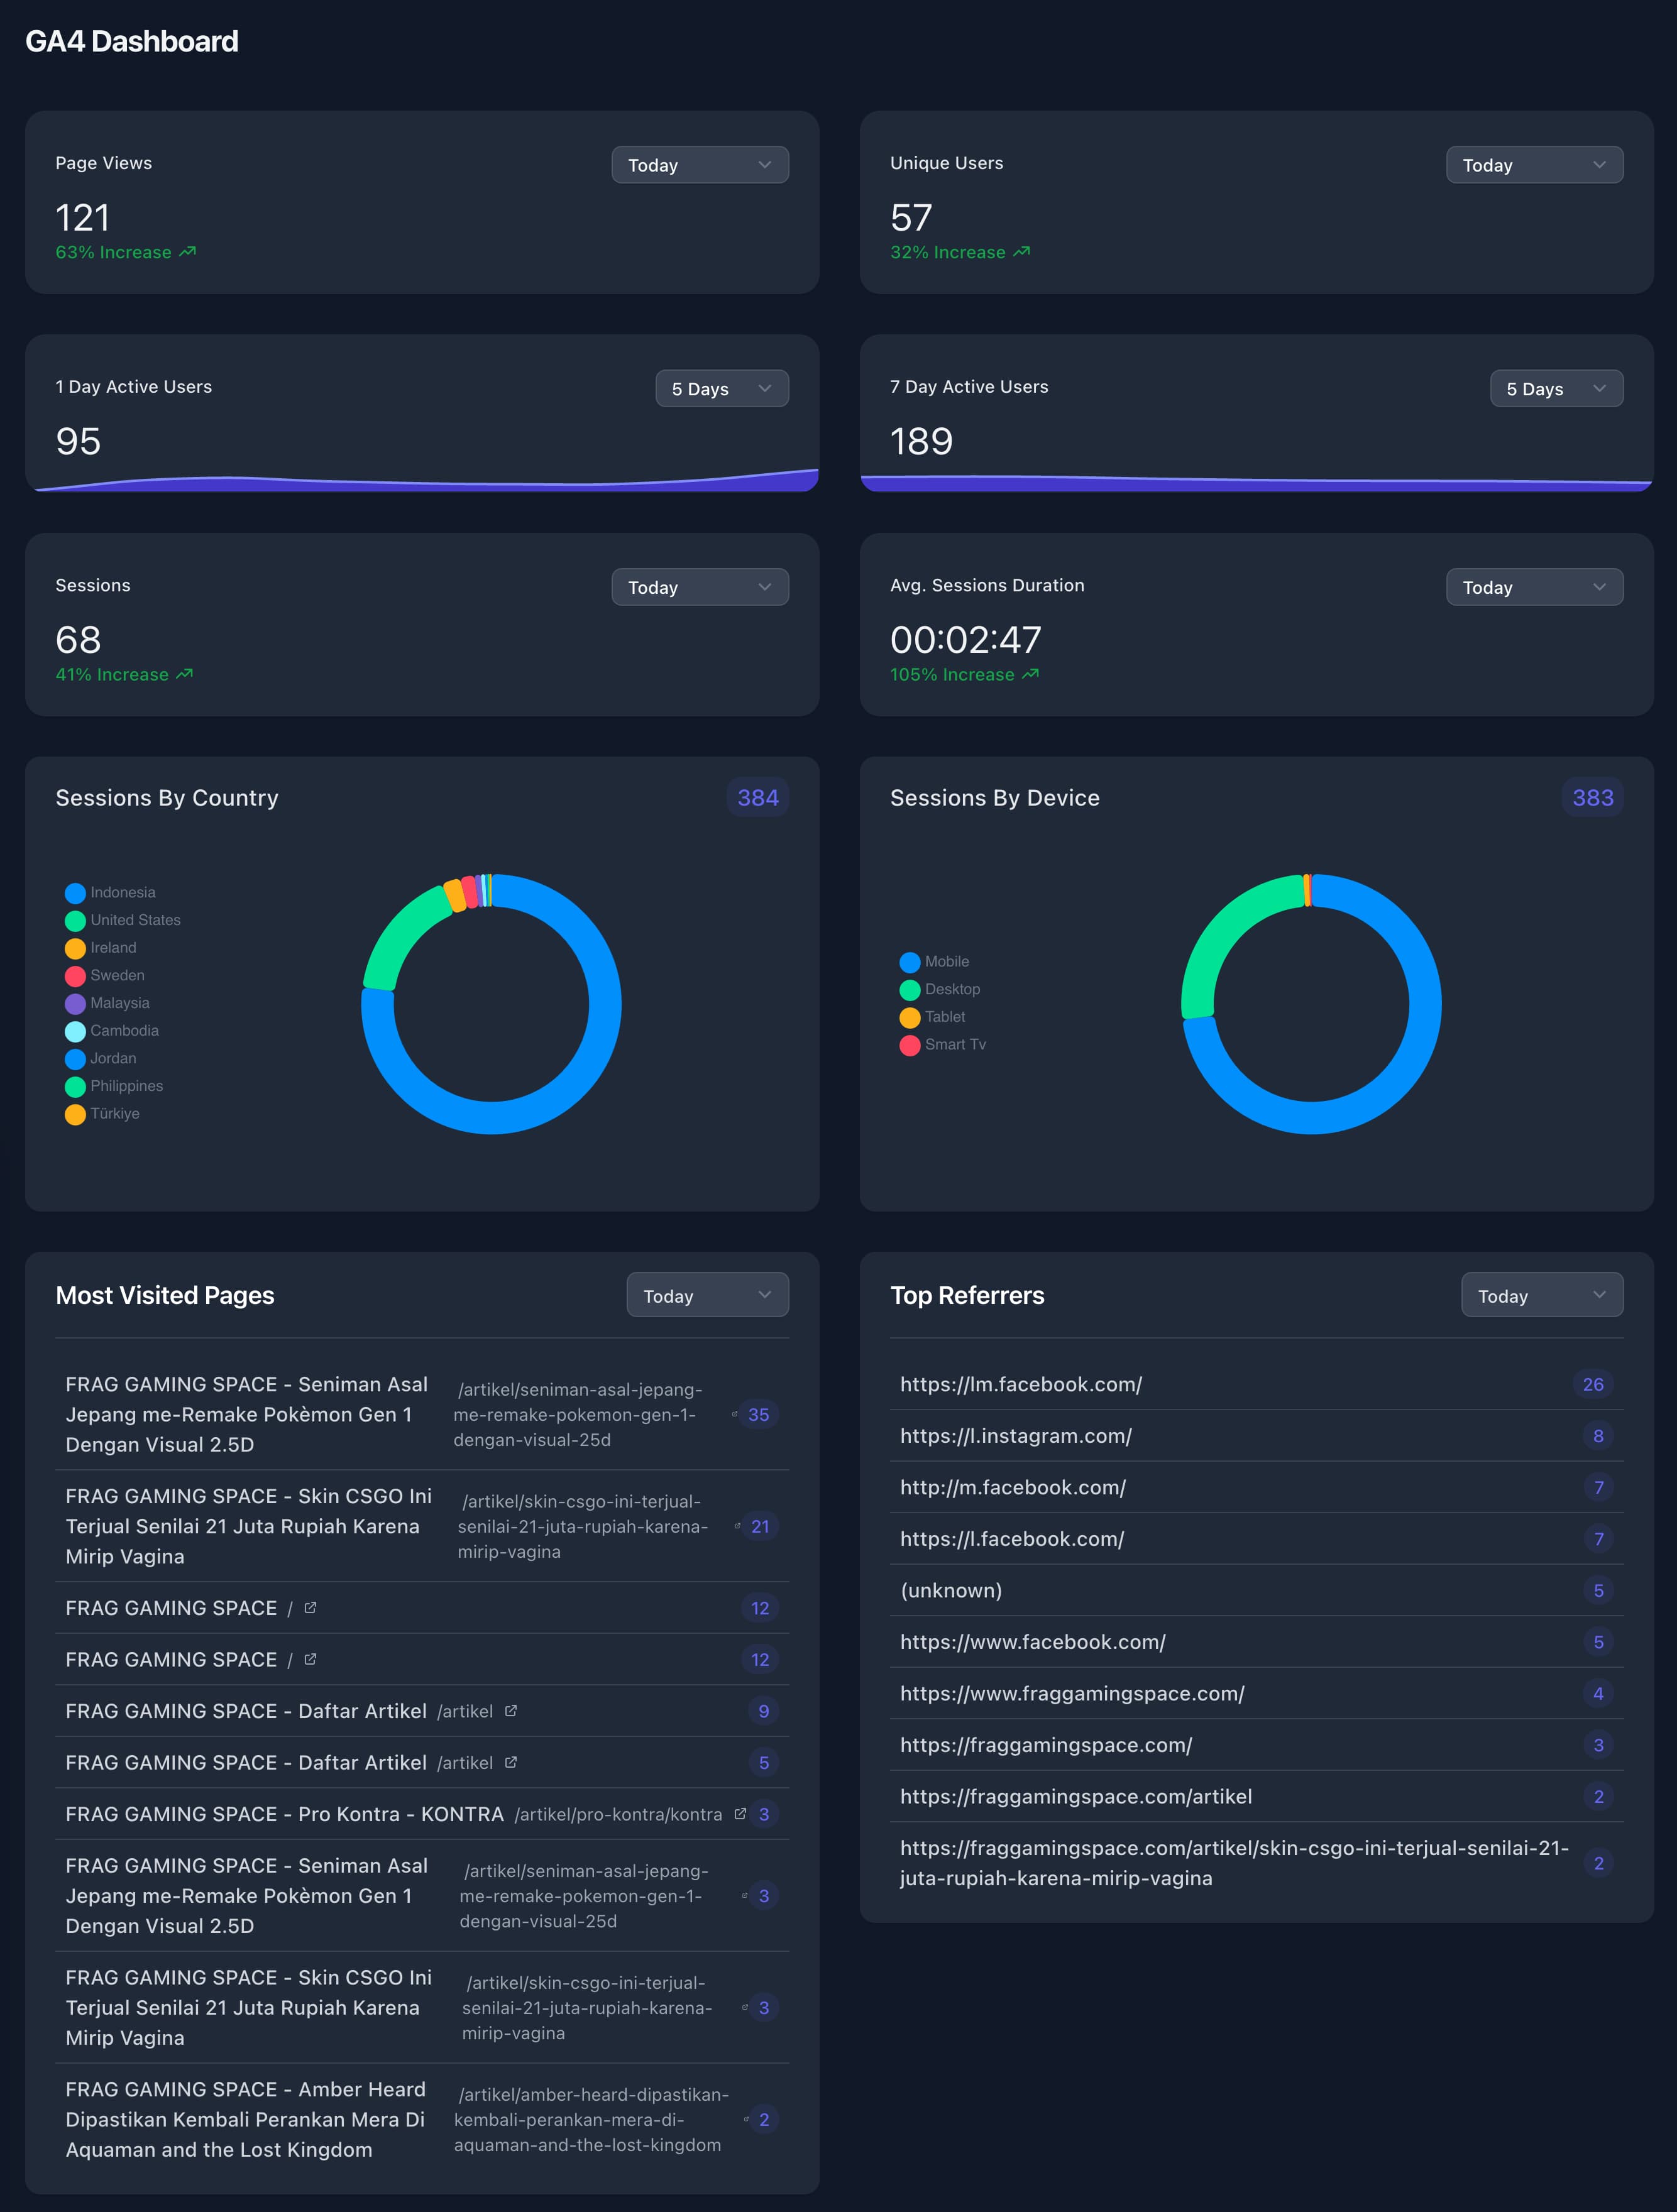 GA4 Dashboard
Page Views
Today
121
63% Increase
Unique Users
Today
57
32% Increase
1 Day Active Users
5 Days
95
7 Day Active Users
5 Days
189
Sessions
Today
68
41% Increase
Avg. Sessions Duration
Today
00:02:47
105% Increase
Sessions By Country
384
Indonesia
United States
Ireland
Sweden
Malaysia
Cambodia
Jordan
Philippines
Türkiye
Sessions By Device
383
Mobile
Desktop
Tablet
Smart Tv
Most Visited Pages
Today
FRAG GAMING SPACE - Seniman Asal
Jepang me-Remake Pokèmon Gen 1
Dengan Visual 2.5D
/artikel/seniman-asal-jepang-
me-remake-pokemon-gen-1-
dengan-visual-25d
35
FRAG GAMING SPACE - Skin CSGO Ini
Terjual Senilai 21 Juta Rupiah Karena
Mirip Vagina
/artikel/skin-csgo-ini-terjual-
senilai-21-juta-rupiah-karena-
mirip-vagina
21
FRAG GAMING SPACE / 12
FRAG GAMING SPACE / 12
FRAG GAMING SPACE - Daftar Artikel /artikel 9
FRAG GAMING SPACE - Daftar Artikel /artikel 5
FRAG GAMING SPACE - Pro Kontra - KONTRA /artikel/pro-kontra/kontra 3
FRAG GAMING SPACE - Seniman Asal
Jepang me-Remake Pokèmon Gen 1
Dengan Visual 2.5D
/artikel/seniman-asal-jepang-
me-remake-pokemon-gen-1-
dengan-visual-25d
3
FRAG GAMING SPACE - Skin CSGO Ini
Terjual Senilai 21 Juta Rupiah Karena
Mirip Vagina
/artikel/skin-csgo-ini-terjual-
senilai-21-juta-rupiah-karena-
mirip-vagina
3
FRAG GAMING SPACE - Amber Heard
Dipastikan Kembali Perankan Mera Di
Aquaman and the Lost Kingdom
/artikel/amber-heard-dipastikan-
kembali-perankan-mera-di-
aquaman-and-the-lost-kingdom
2
Top Referrers
Today
https://lm.facebook.com/ 26
https://l.instagram.com/ 8
http://m.facebook.com/ 7
https://l.facebook.com/ 7
(unknown) 5
https://www.facebook.com/ 5
https://www.fraggamingspace.com/ 4
https://fraggamingspace.com/ 3
https://fraggamingspace.com/artikel 2
https://fraggamingspace.com/artikel/skin-csgo-ini-terjual-senilai-21-
juta-rupiah-karena-mirip-vagina
2